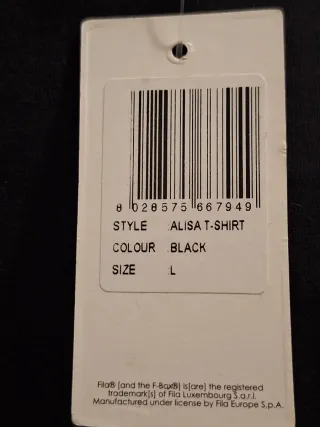 8 028575 667949
STYLE :ALISA T-SHIRT
COLOUR :BLACK
SIZE :L
Fila® [and the F-Box®] is[are] the registered
trademark[s] of Fila Luxembourg S.a.r.l.
Manufactured under license by Fila Europe S.p.A.